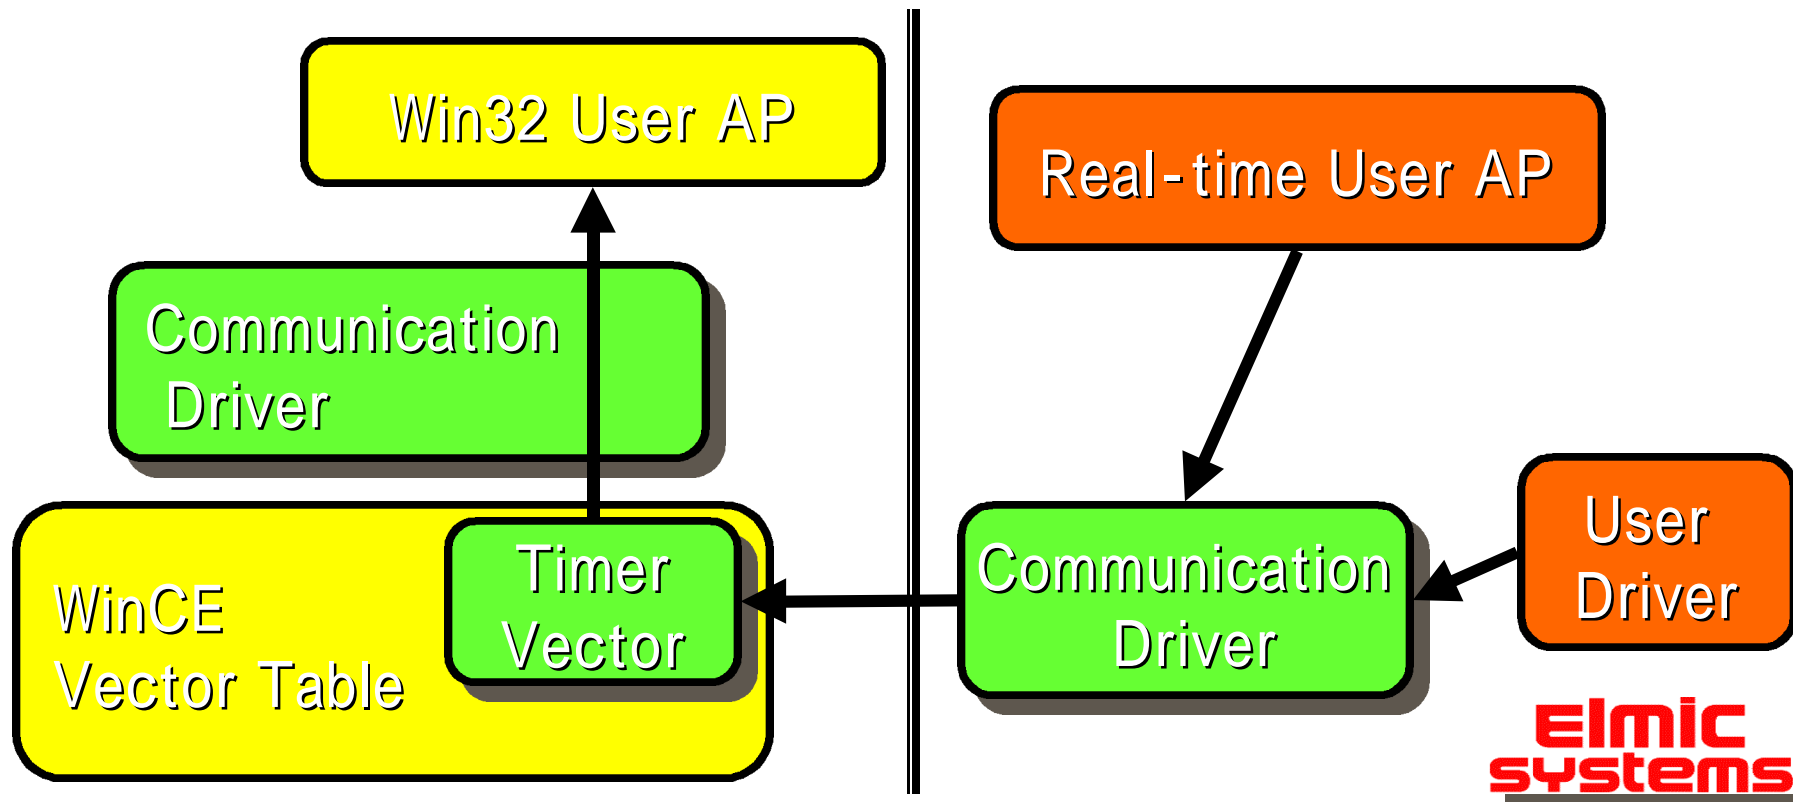 Win32 User AP
Communication
Driver
WinCE
Vector Table
Timer
Vector
Real-time User AP
Communication
Driver
User
Driver
Elmic
systems